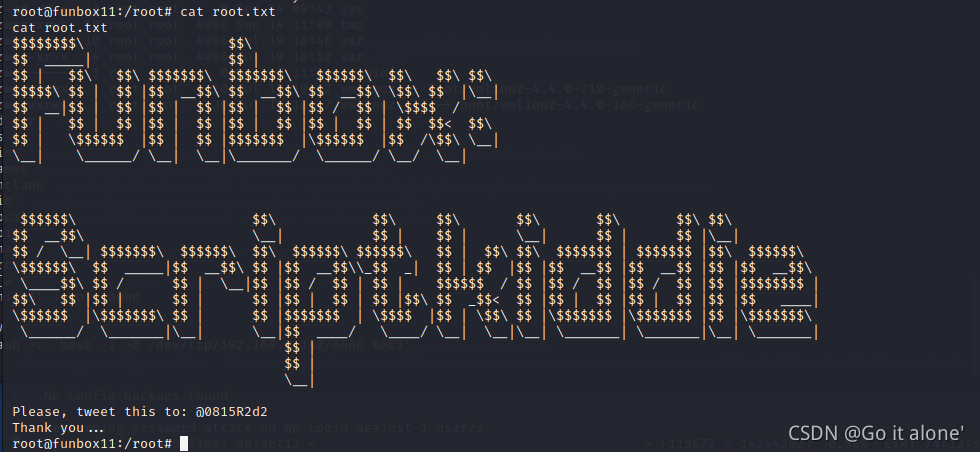 root@funbox11:/root# cat root.txt
cat root.txt
Funbox:
Scriptkiddie
Please, tweet this to: @0815R2d2
Thank you...
root@funbox11:/root#
CSDN @Go it alone'